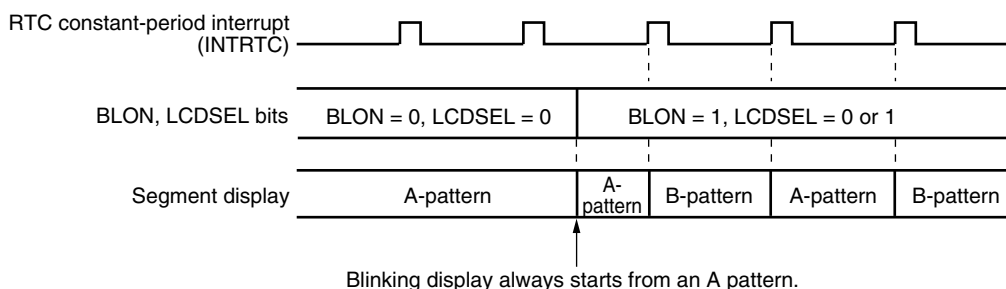 RTC constant-period interrupt
(INTRTC)
BLON, LCDSEL bits
BLON = 0, LCDSEL = 0
BLON = 1, LCDSEL = 0 or 1
Segment display
A-pattern
A-
pattern
B-pattern
A-pattern
B-pattern
Blinking display always starts from an A pattern.